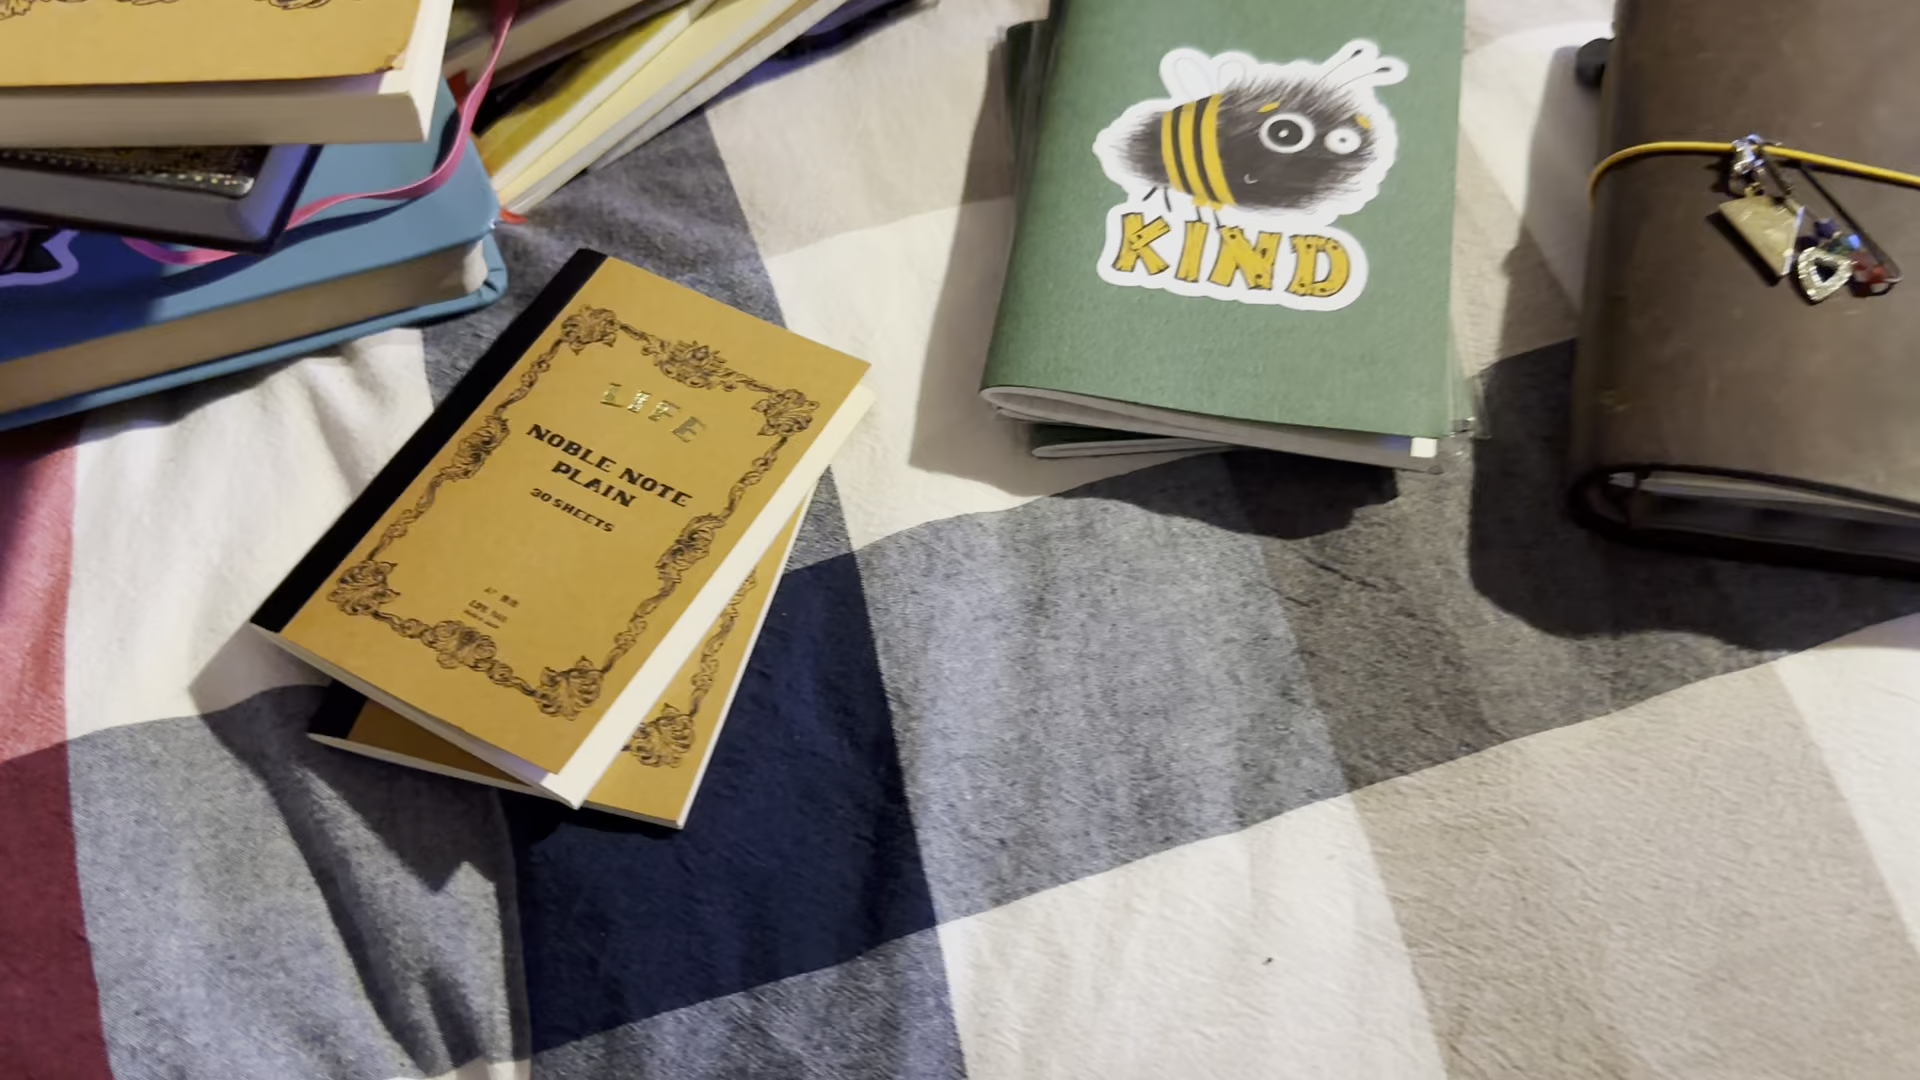 KIND
LIFE
NOBLE NOTE
PLAIN
30 SHEETS